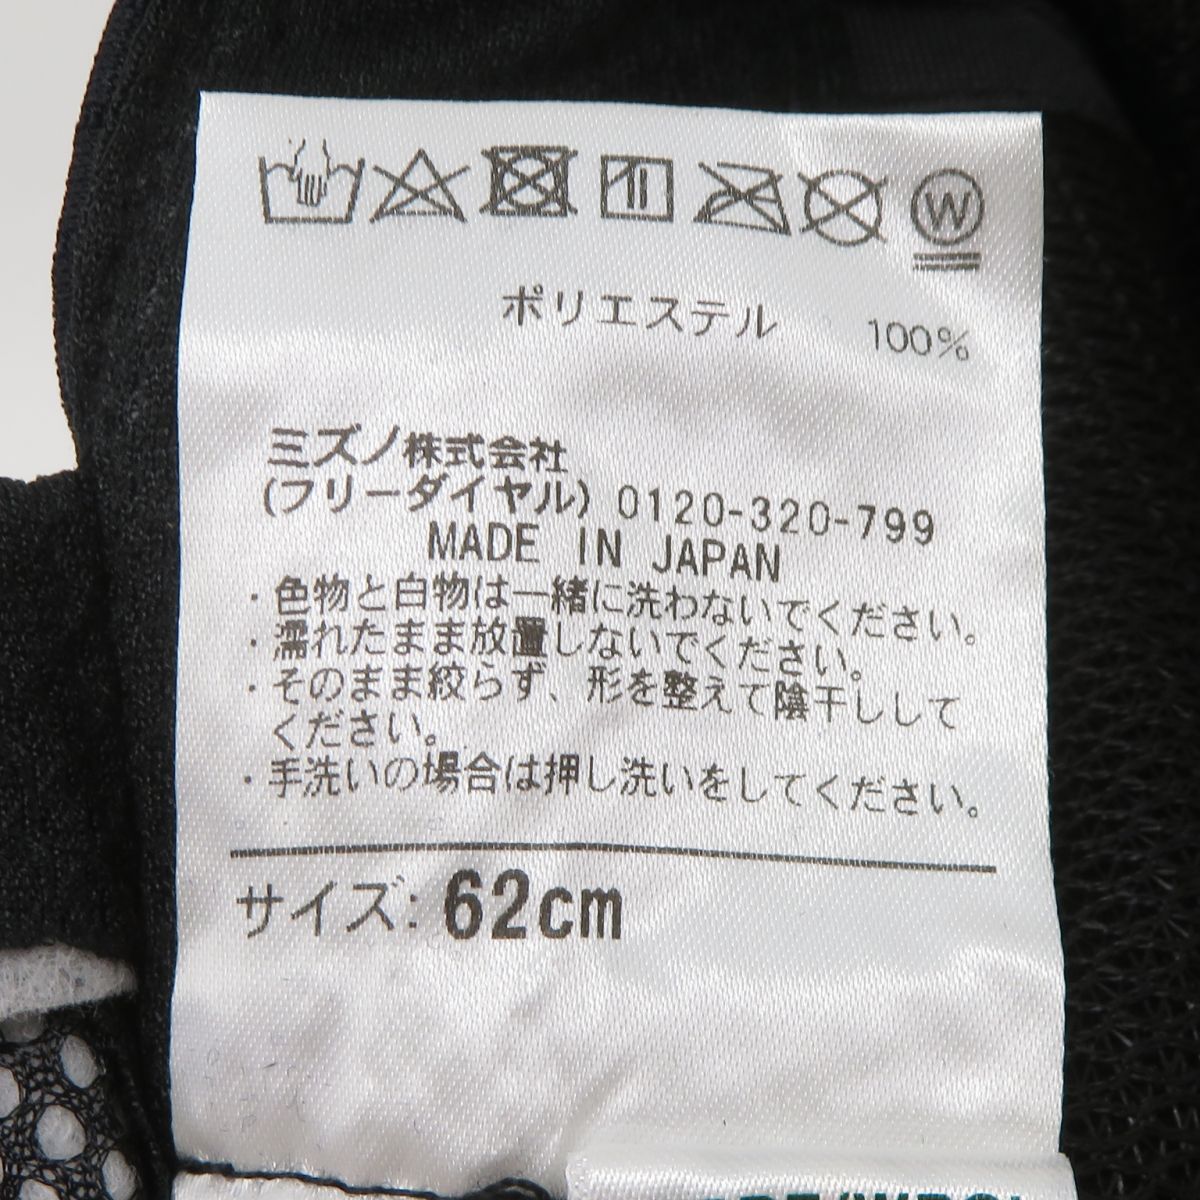 W
ポリエステル 100%
ミズノ株式会社
(フリーダイヤル) 0120-320-799
MADE IN JAPAN
・色物と白物は一緒に洗わないでください。
・濡れたまま放置しないでください。
・そのまま絞らず、形を整えて陰干しして
ください。
・手洗いの場合は押し洗いをしてください。
サイズ: 62cm